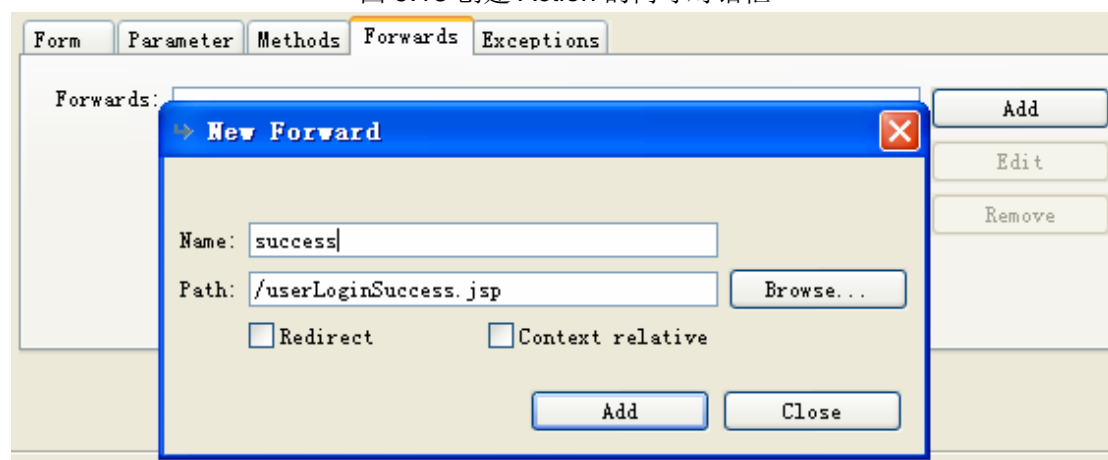 Form Parameter Methods Forwards Exceptions
Forwards:
Add
New Forward
Edit
Remove
Name: success
Path: /userLoginSuccess.jsp Browse...
Redirect Context relative
Add Close